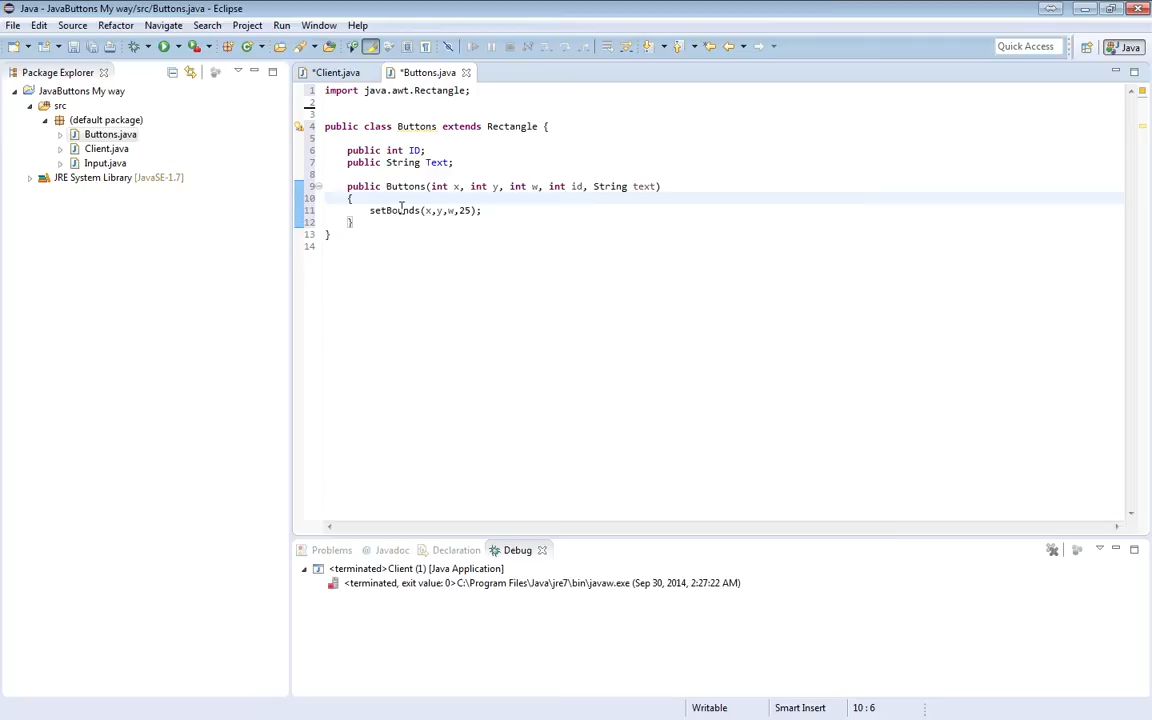 Java - JavaButtons My way/src/Buttons.java - Eclipse
File Edit Source Refactor Navigate Search Project Run Window Help
Quick Access
Java
Package Explorer
*Client.java
*Buttons.java
JavaButtons My way
src
(default package)
Buttons.java
Client.java
Input.java
JRE System Library [JavaSE-1.7]
1 import java.awt.Rectangle;
2
3
4 public class Buttons extends Rectangle {
5
6 public int ID;
7 public String Text;
8
9 public Buttons(int x, int y, int w, int id, String text)
10 {
11 setBounds(x,y,w,25);
12 }
13 }
14
Problems
@ Javadoc
Declaration
Debug
<terminated>Client (1) [Java Application]
<terminated, exit value: 0>C:\Program Files\Java\jre7\bin\javaw.exe (Sep 30, 2014, 2:27:22 AM)
Writable
Smart Insert
10 : 6